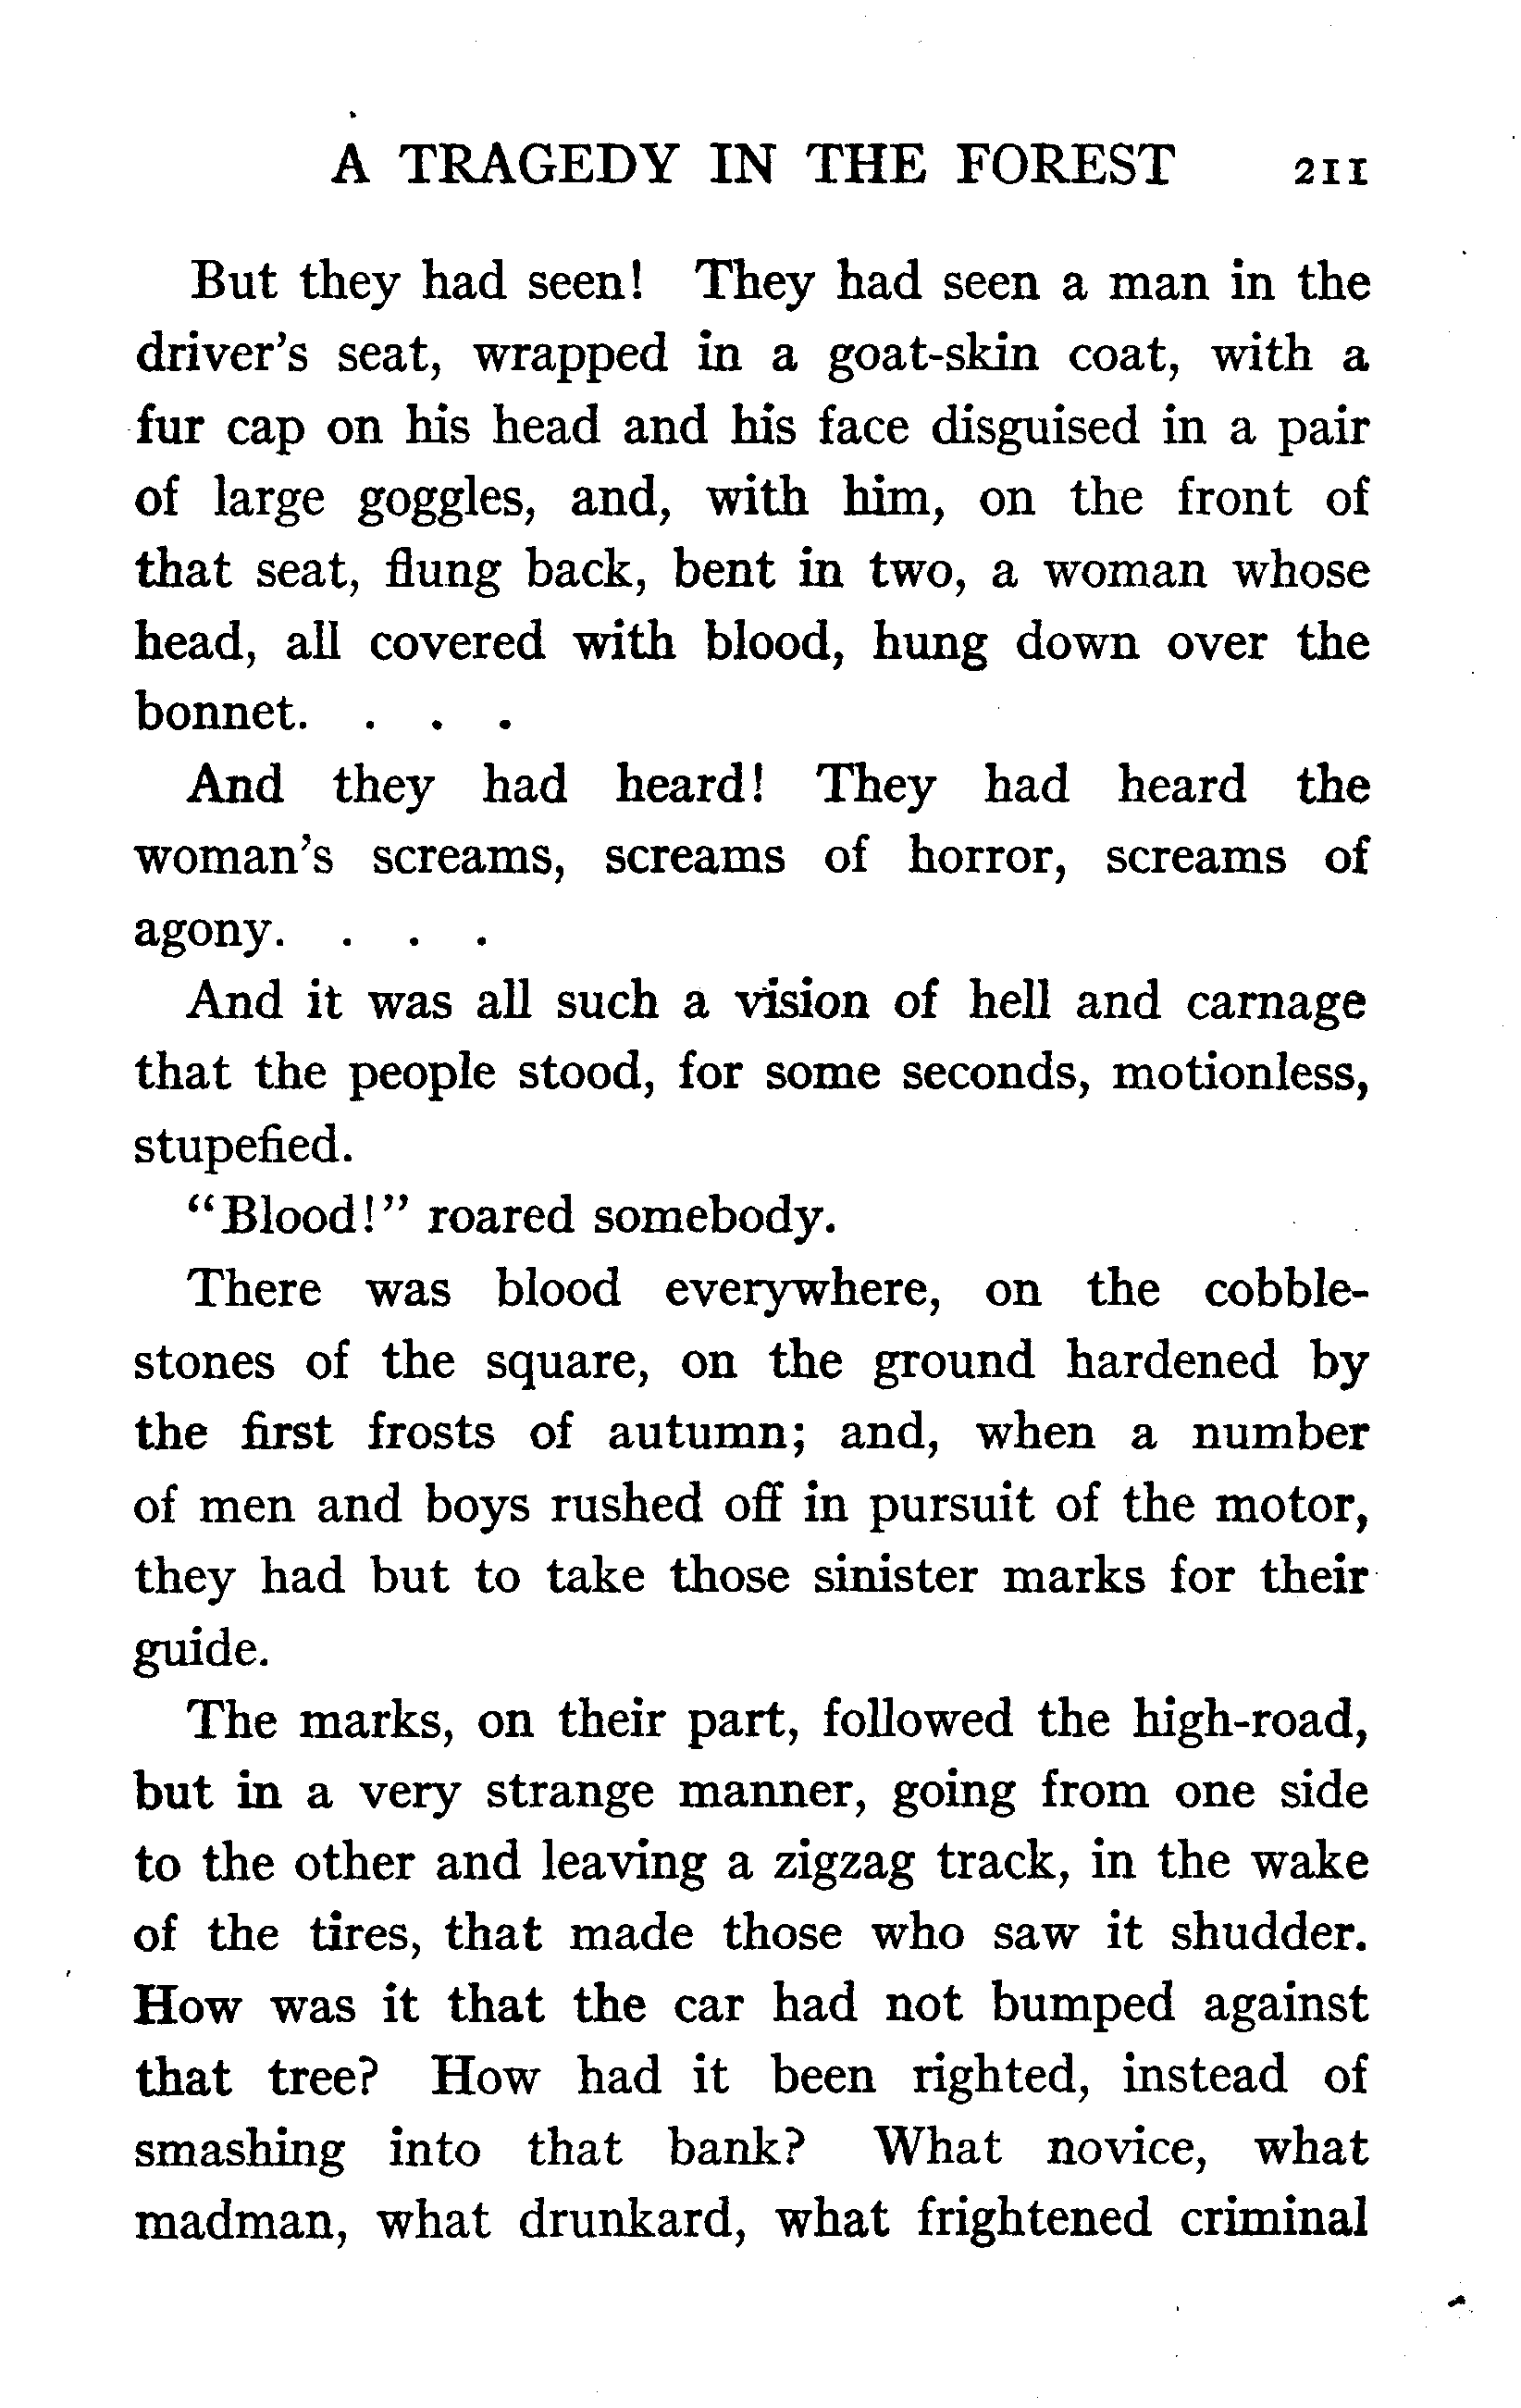 A TRAGEDY IN THE FOREST 211
But they had seen! They had seen a man in the
driver's seat, wrapped in a goat-skin coat, with a
fur cap on his head and his face disguised in a pair
of large goggles, and, with him, on the front of
that seat, flung back, bent in two, a woman whose
head, all covered with blood, hung down over the
bonnet. . . .
And they had heard! They had heard the
woman's screams, screams of horror, screams of
agony. . . .
And it was all such a vision of hell and carnage
that the people stood, for some seconds, motionless,
stupefied.
"Blood!" roared somebody.
There was blood everywhere, on the cobble-
stones of the square, on the ground hardened by
the first frosts of autumn; and, when a number
of men and boys rushed off in pursuit of the motor,
they had but to take those sinister marks for their
guide.
The marks, on their part, followed the high-road,
but in a very strange manner, going from one side
to the other and leaving a zigzag track, in the wake
of the tires, that made those who saw it shudder.
How was it that the car had not bumped against
that tree? How had it been righted, instead of
smashing into that bank? What novice, what
madman, what drunkard, what frightened criminal